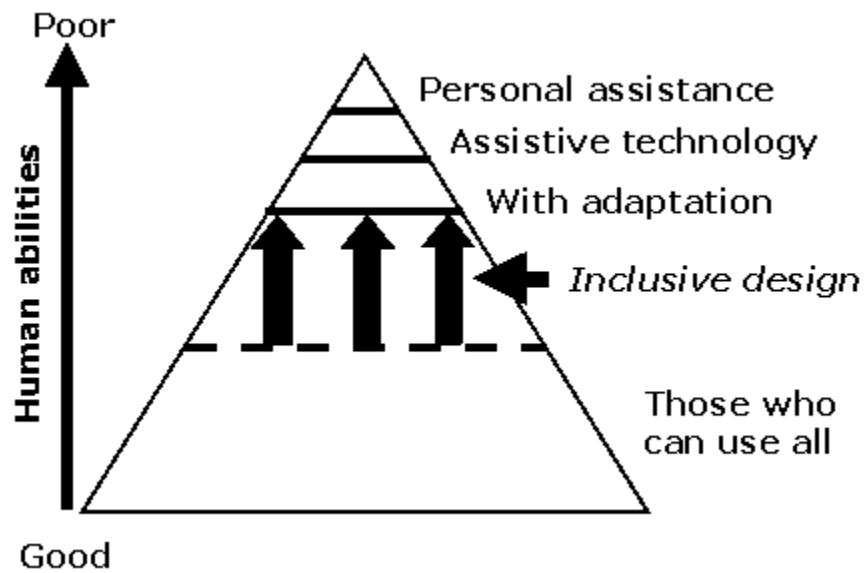 Poor
Personal assistance
Assistive technology
With adaptation
Inclusive design
Human abilities
Those who
can use all
Good